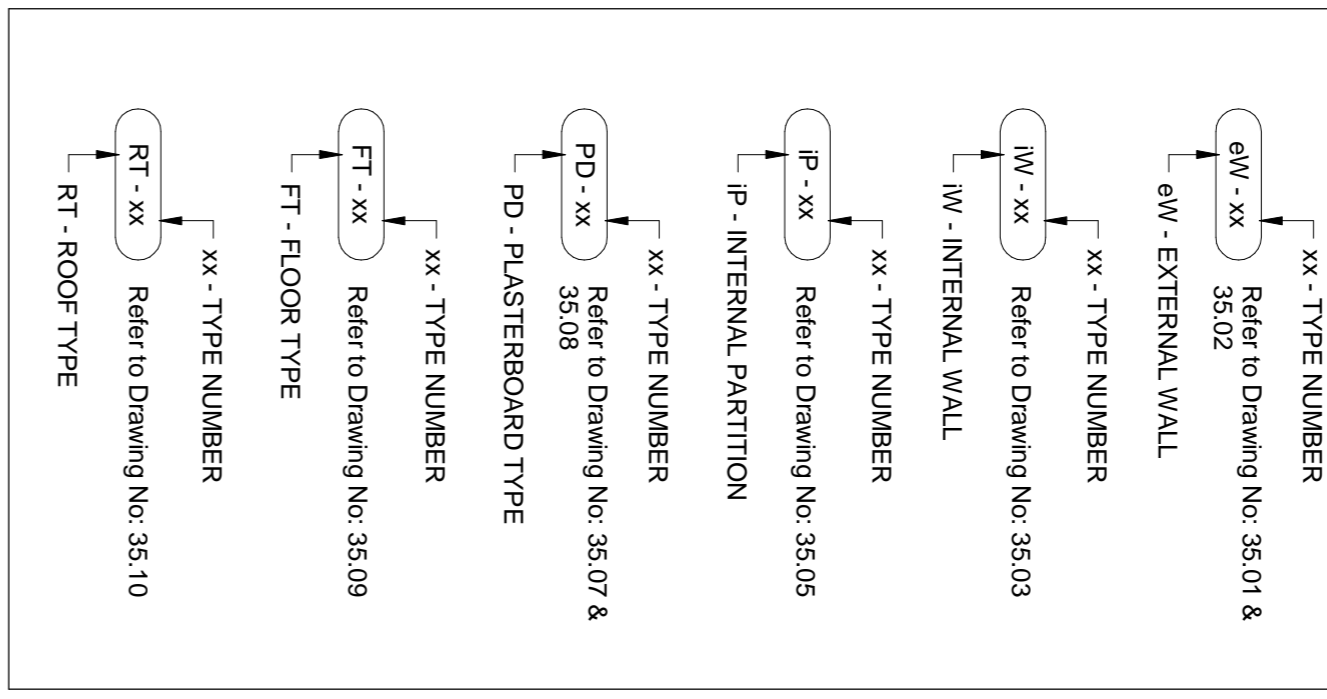 xx - TYPE NUMBER
eW - xx
Refer to Drawing No: 35.01 &
35.02
eW - EXTERNAL WALL
xx - TYPE NUMBER
iW - xx
Refer to Drawing No: 35.03
iW - INTERNAL WALL
xx - TYPE NUMBER
iP - xx
Refer to Drawing No: 35.05
iP - INTERNAL PARTITION
xx - TYPE NUMBER
PD - xx
Refer to Drawing No: 35.07 &
35.08
PD - PLASTERBOARD TYPE
xx - TYPE NUMBER
FT - xx
Refer to Drawing No: 35.09
FT - FLOOR TYPE
xx - TYPE NUMBER
RT - xx
Refer to Drawing No: 35.10
RT - ROOF TYPE